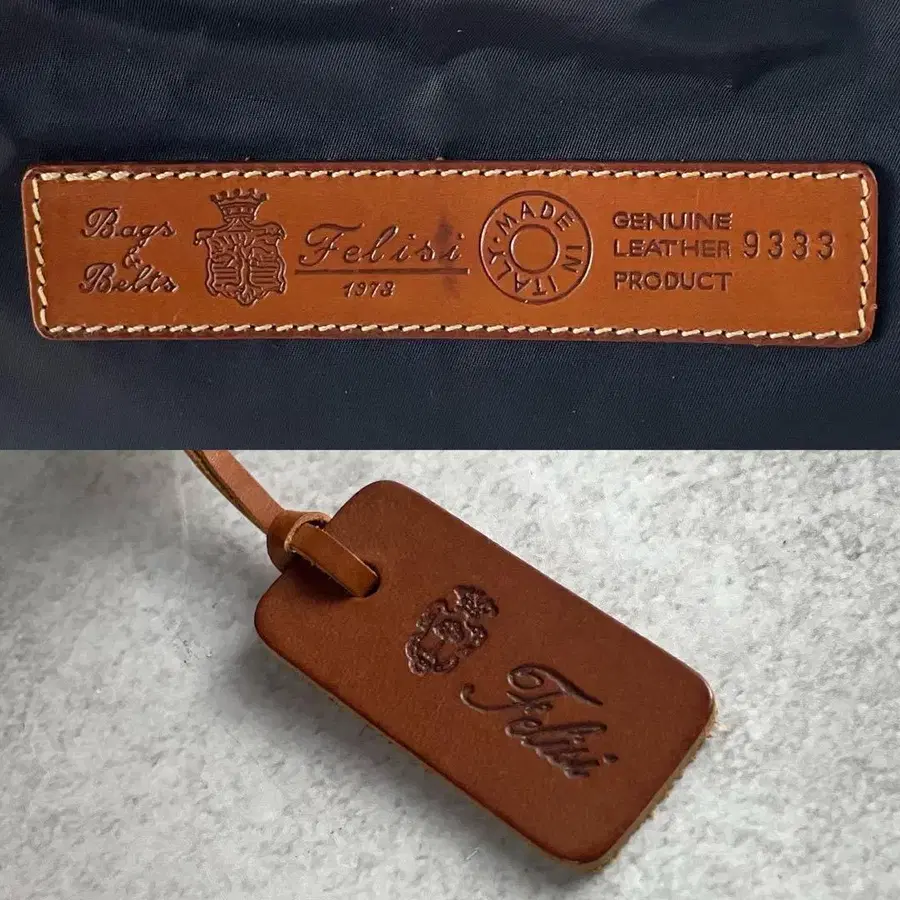 Bags
&
Belts
Felisi
1973
MADE IN ITALY
GENUINE
LEATHER 9333
PRODUCT
Felisi